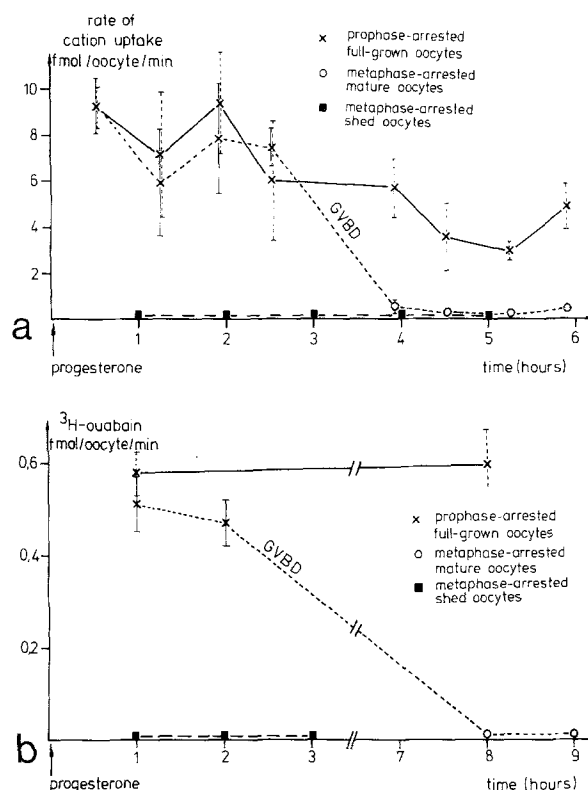 rate of
cation uptake
fmol/oocyte/min
prophase-arrested
full-grown oocytes
metaphase-arrested
mature oocytes
metaphase-arrested
shed oocytes
10
8
6
4
2
GVBD
a
1 2 3 4 5 6
progesterone time (hours)
³H-ouabain
fmol/oocyte/min
0,6
0,4
0,2
prophase-arrested
full-grown oocytes
metaphase-arrested
mature oocytes
metaphase-arrested
shed oocytes
GVBD
b
1 2 3 7 8 9
progesterone time (hours)